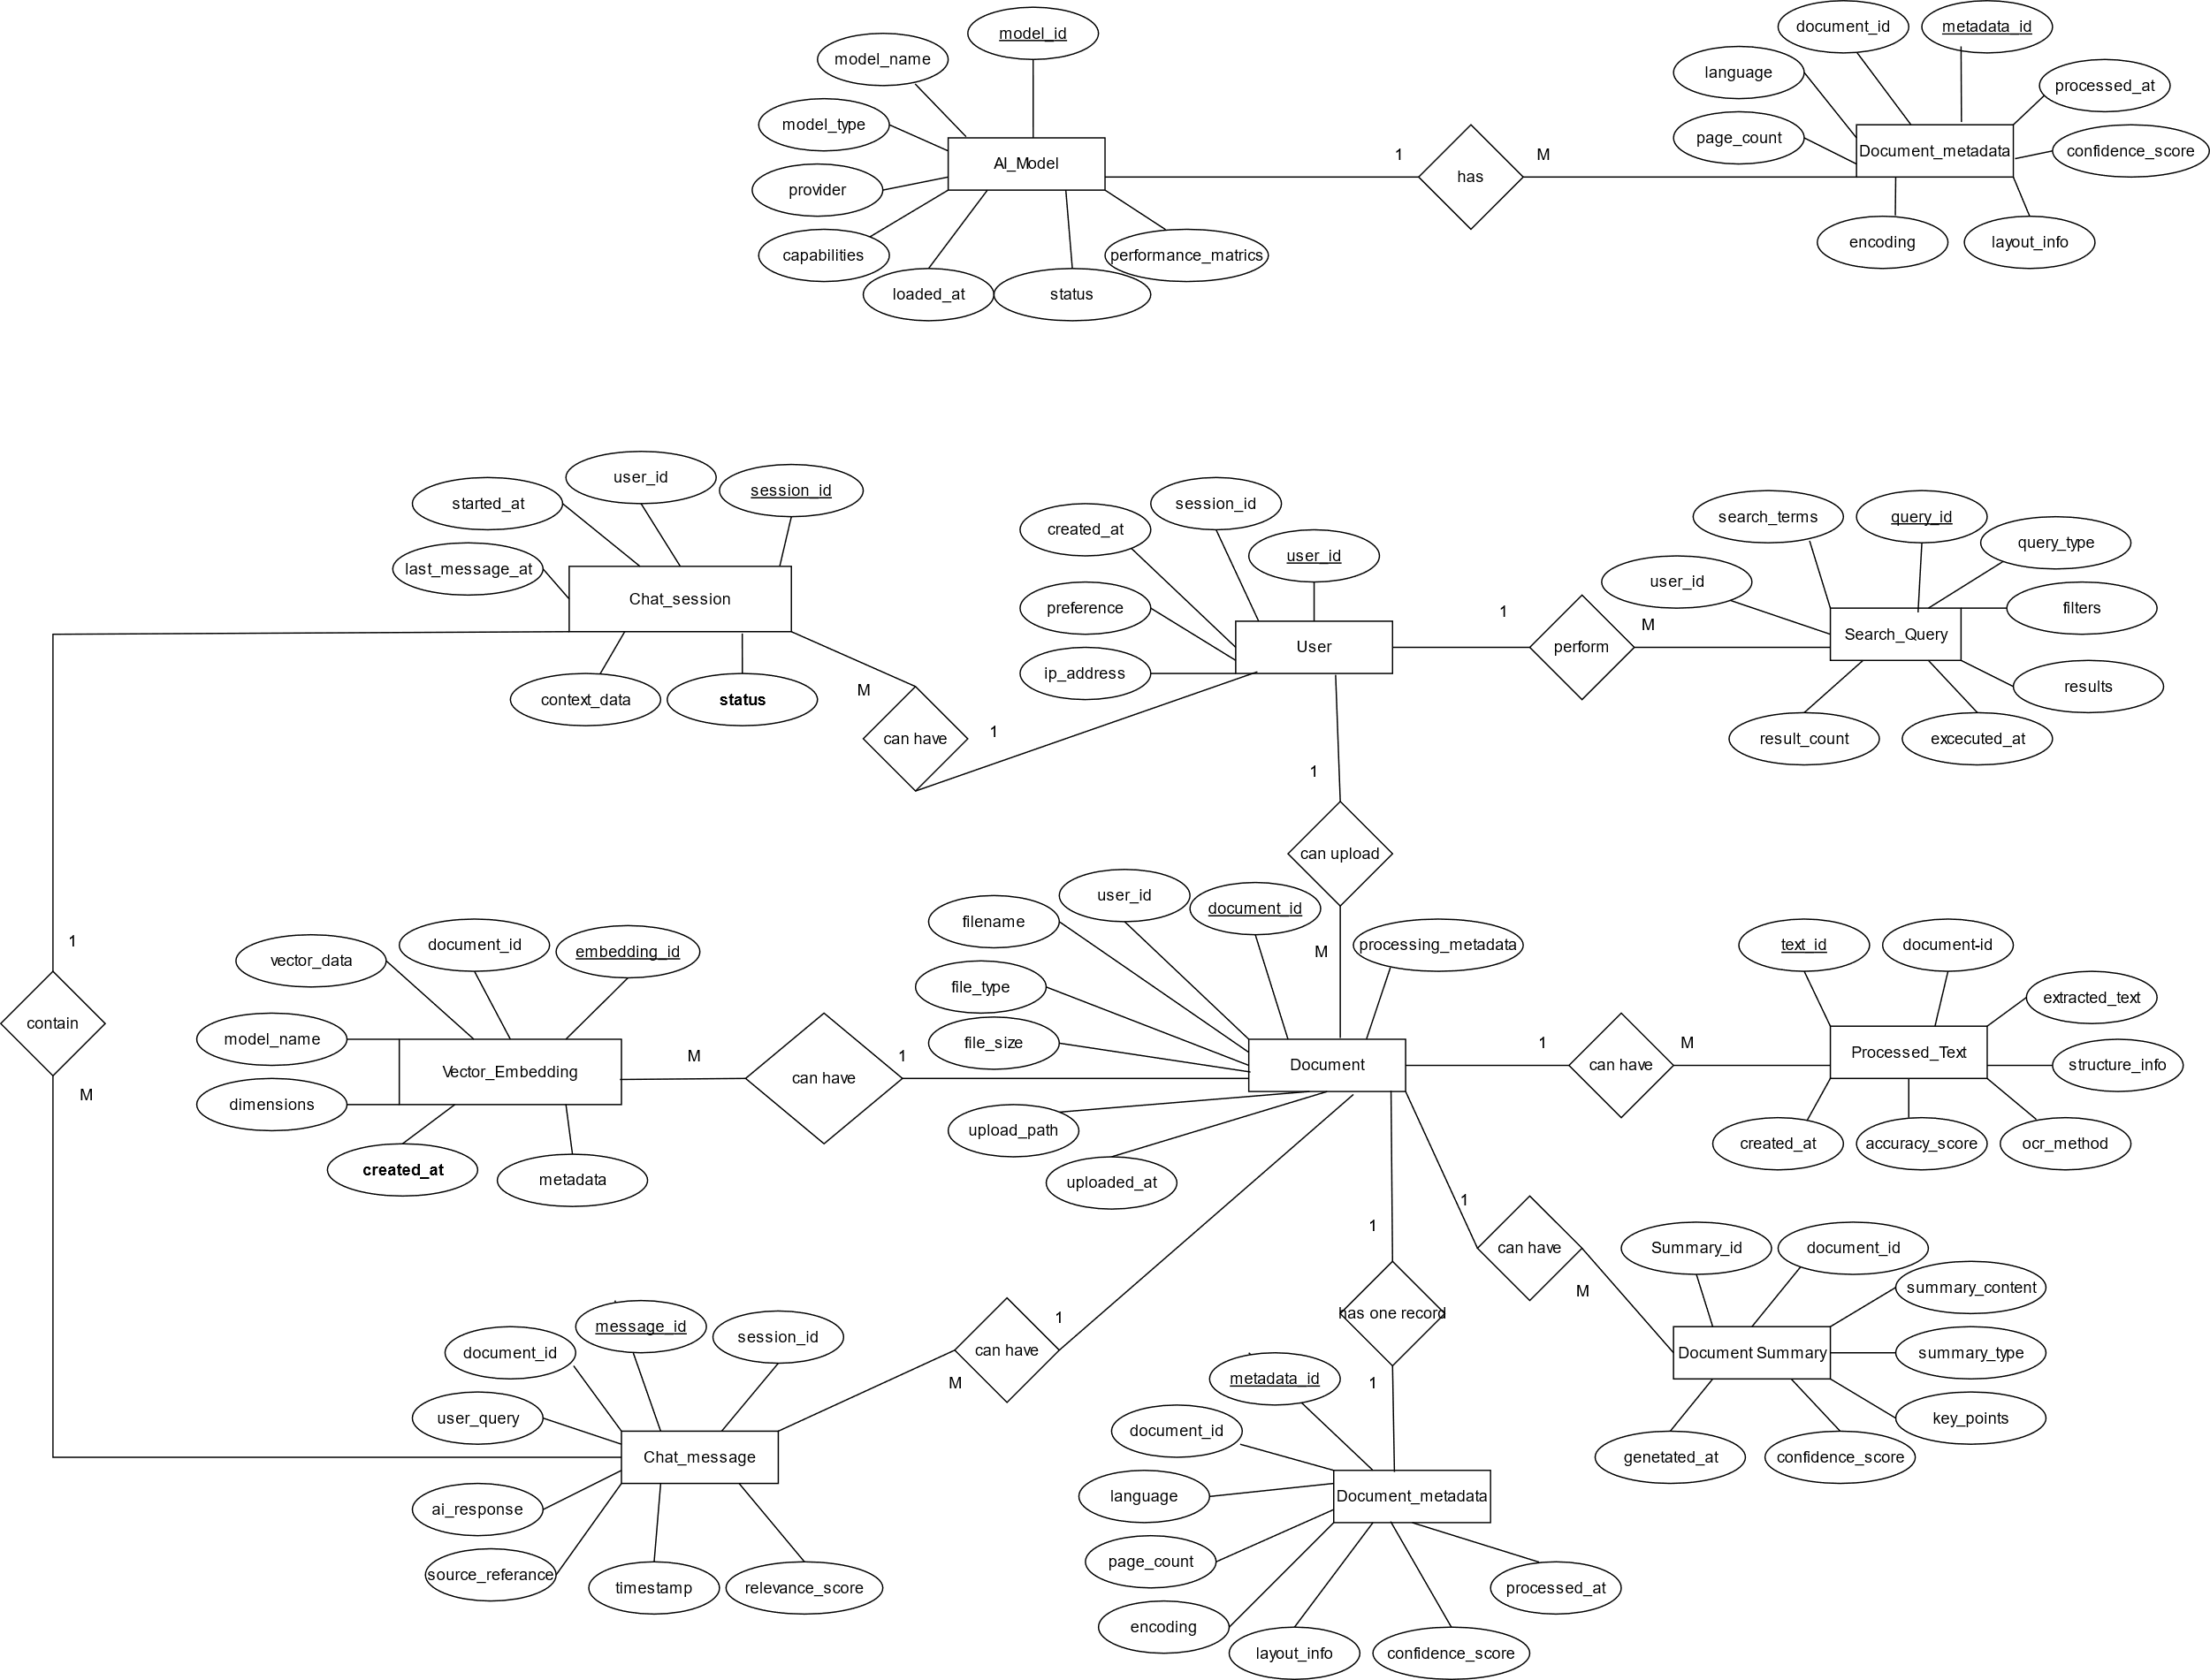 model_id
model_name
model_type
provider
capabilities
loaded_at
status
performance_matrics
AI_Model
1
has
M
document_id
metadata_id
language
processed_at
page_count
confidence_score
Document_metadata
encoding
layout_info
started_at
user_id
session_id
last_message_at
Chat_session
context_data
status
M
can have
1
session_id
created_at
user_id
preference
ip_address
User
1
perform
M
search_terms
query_id
query_type
user_id
filters
Search_Query
results
result_count
excecuted_at
1
can upload
M
1
contain
M
vector_data
document_id
embedding_id
model_name
Vector_Embedding
dimensions
created_at
metadata
M
can have
1
user_id
document_id
filename
processing_metadata
file_type
file_size
Document
upload_path
uploaded_at
1
can have
M
text_id
document-id
extracted_text
Processed_Text
structure_info
created_at
accuracy_score
ocr_method
1
can have
M
Summary_id
document_id
summary_content
Document Summary
summary_type
key_points
genetated_at
confidence_score
1
has one record
1
1
can have
M
message_id
session_id
document_id
user_query
Chat_message
ai_response
source_referance
timestamp
relevance_score
metadata_id
document_id
language
Document_metadata
page_count
encoding
layout_info
confidence_score
processed_at